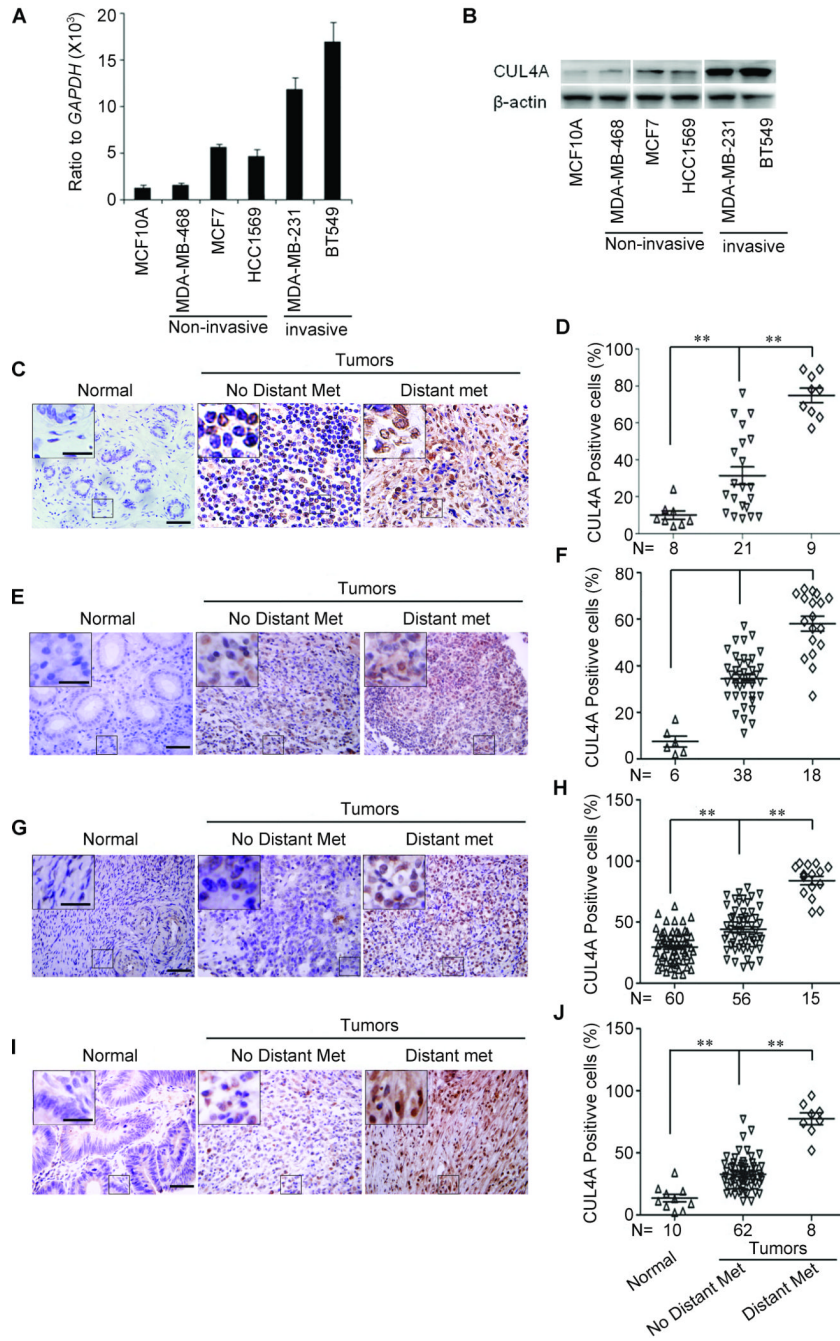 A
Ratio to GAPDH (X10³)
20
15
10
5
0
MCF10A
MDA-MB-468
MCF7
HCC1569
MDA-MB-231
BT549
Non-invasive
invasive
B
CUL4A
β-actin
MCF10A
MDA-MB-468
MCF7
HCC1569
MDA-MB-231
BT549
Non-invasive
invasive
C
Tumors
Normal
No Distant Met
Distant met
D
CUL4A Positivve cells (%)
100
80
60
40
20
0
** **
N= 8 21 9
E
Tumors
Normal
No Distant Met
Distant met
F
CUL4A Positivve cells (%)
80
60
40
20
0
N= 6 38 18
G
Tumors
Normal
No Distant Met
Distant met
H
CUL4A Positivve cells (%)
150
100
50
0
** **
N= 60 56 15
I
Tumors
Normal
No Distant Met
Distant met
J
CUL4A Positivve cells (%)
150
100
50
0
** **
N= 10 62 8
Tumors
Normal
No Distant Met
Distant Met